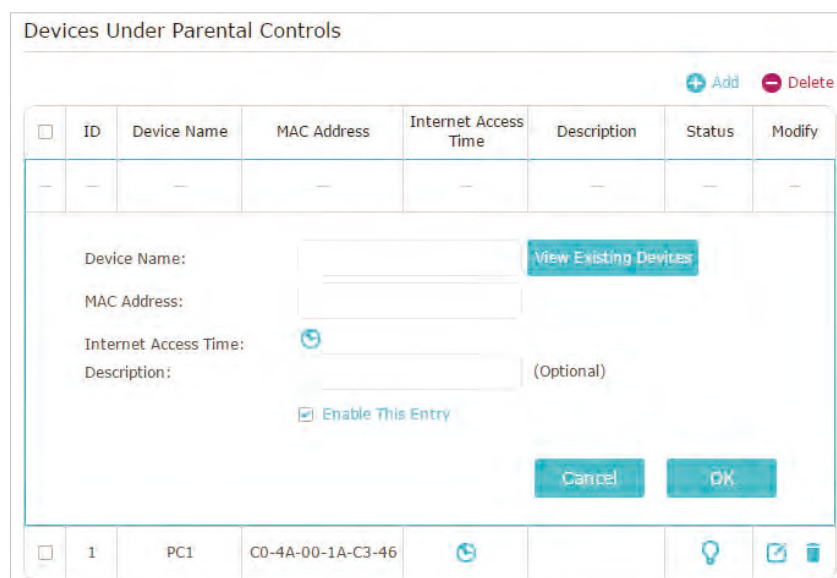 Devices Under Parental Controls
Add Delete
ID Device Name MAC Address Internet Access Time Description Status Modify
--- --- --- --- --- --- --- ---
Device Name: View Existing Devices
MAC Address:
Internet Access Time:
Description: (Optional)
Enable This Entry
Cancel OK
1 PC1 C0-4A-00-1A-C3-46